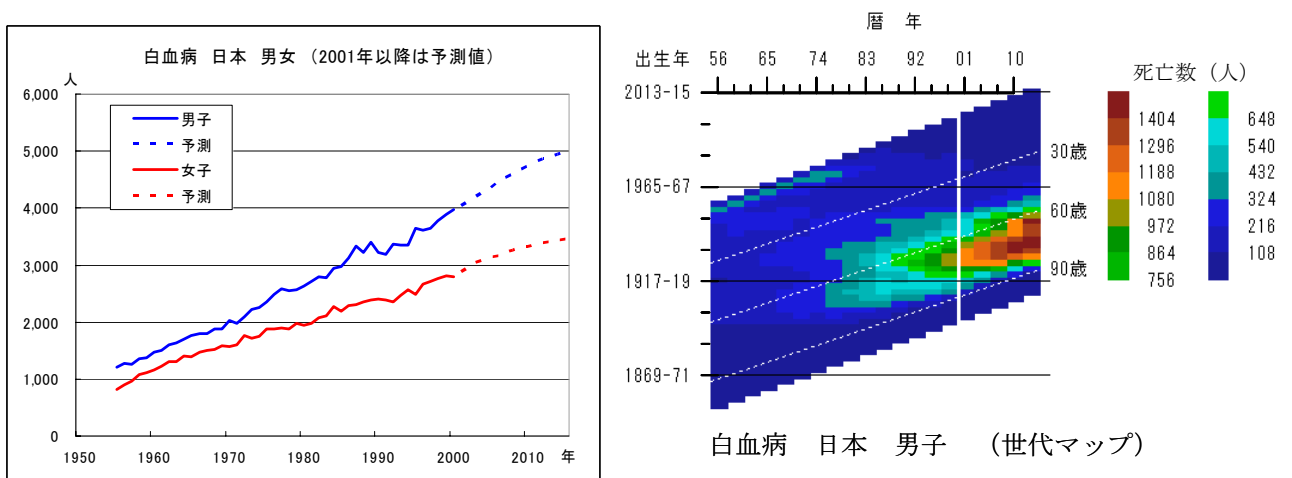 白血病 日本 男女 (2001年以降は予測値)
人
6,000
5,000
4,000
3,000
2,000
1,000
0
男子
予測
女子
予測
1950 1960 1970 1980 1990 2000 2010 年
暦 年
出生年 56 65 74 83 92 01 10
2013-15
1965-67
1917-19
1869-71
30歳
60歳
90歳
死亡数 (人)
1404
1296
1188
1080
972
864
756
648
540
432
324
216
108
白血病 日本 男子 (世代マップ)